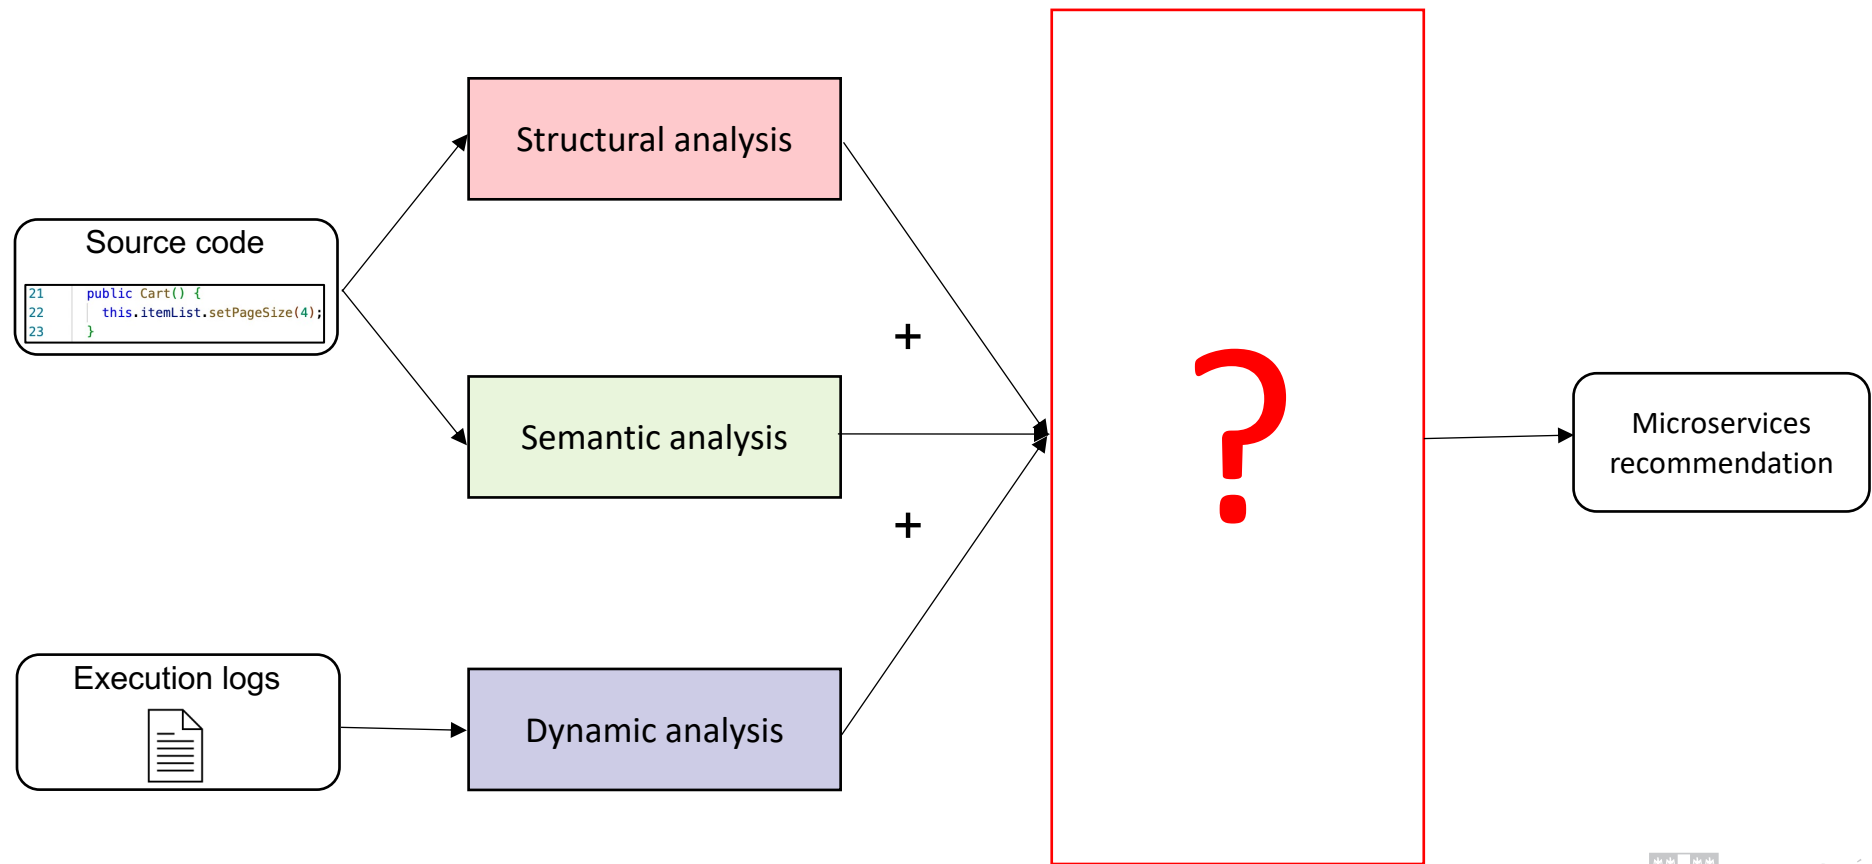 Structural analysis
Source code
21 public Cart() {
22 this.itemList.setPageSize(4);
23 }
+
?
Semantic analysis
Microservices
recommendation
+
Execution logs
Dynamic analysis